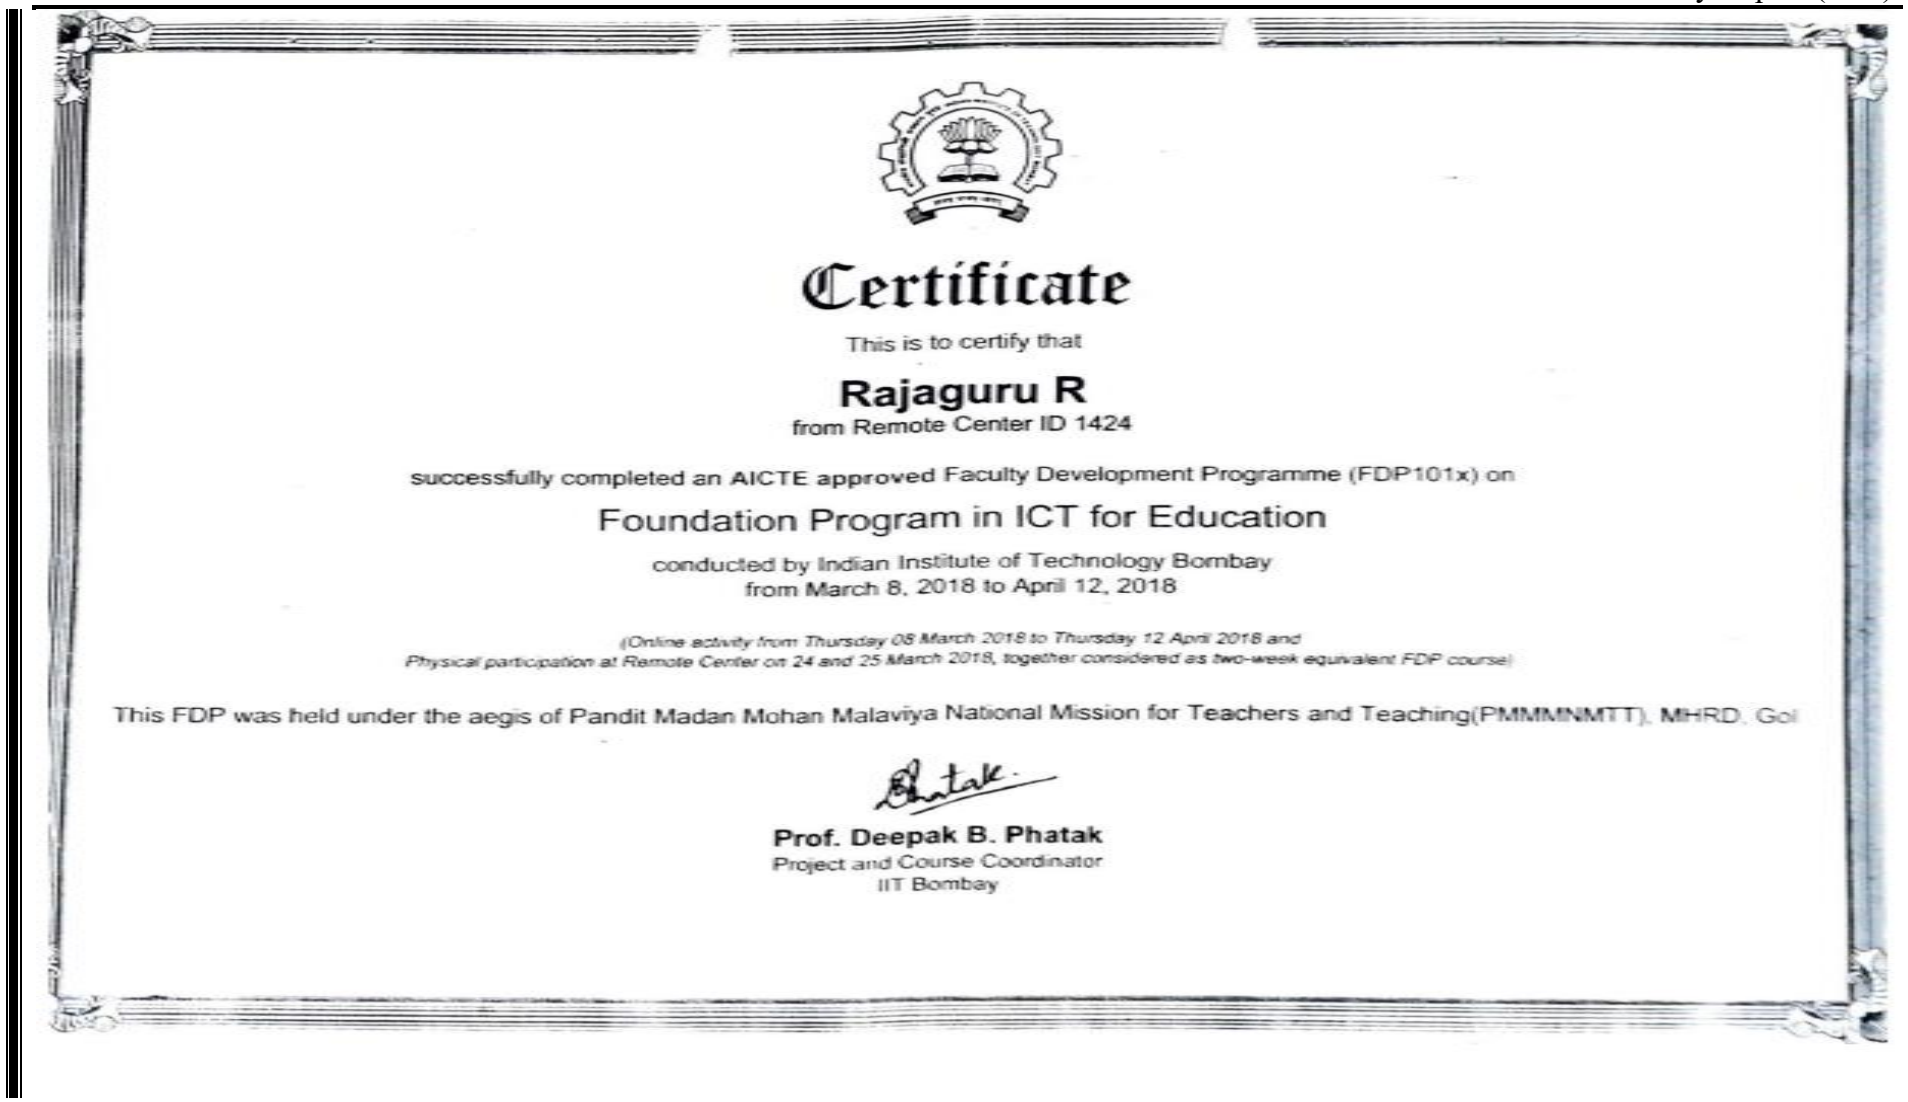 Certificate
This is to certify that
Rajaguru R
from Remote Center ID 1424
successfully completed an AICTE approved Faculty Development Programme (FDP101x) on
Foundation Program in ICT for Education
conducted by Indian Institute of Technology Bombay
from March 8, 2018 to April 12, 2018
(Online activity from Thursday 08 March 2018 to Thursday 12 April 2018 and
Physical participation at Remote Center on 24 and 25 March 2018, together considered as two-week equivalent FDP course)
This FDP was held under the aegis of Pandit Madan Mohan Malaviya National Mission for Teachers and Teaching(PMMMNMTT), MHRD, GoI
Phatak.
Prof. Deepak B. Phatak
Project and Course Coordinator
IIT Bombay